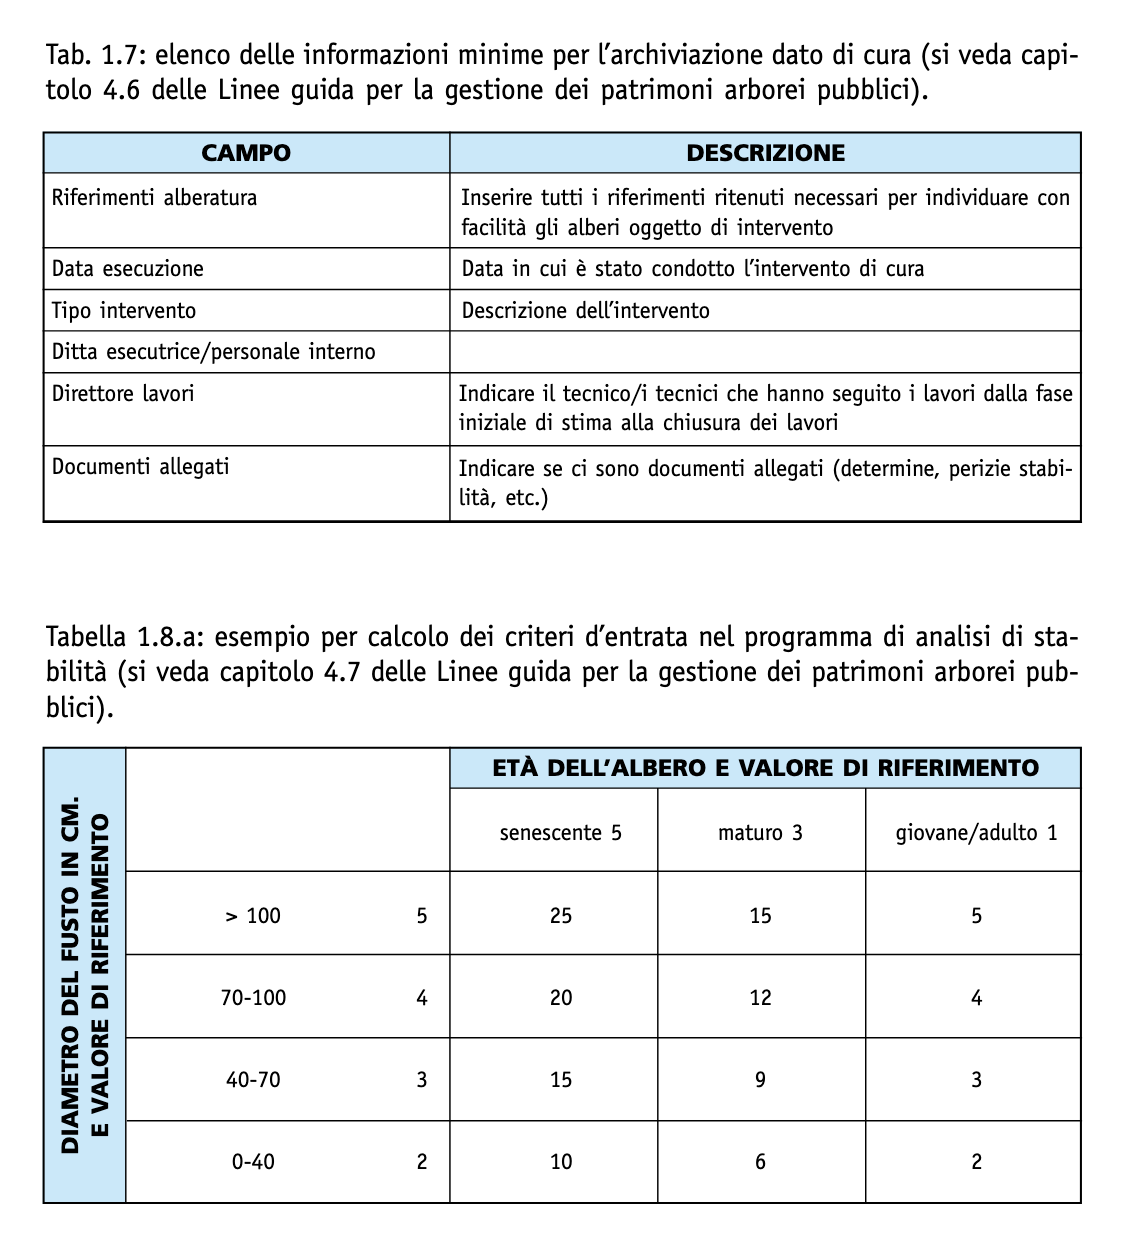 Tab. 1.7: elenco delle informazioni minime per l’archiviazione dato di cura (si veda capi-
tolo 4.6 delle Linee guida per la gestione dei patrimoni arborei pubblici).
CAMPO DESCRIZIONE
Riferimenti alberatura Inserire tutti i riferimenti ritenuti necessari per individuare con
facilità gli alberi oggetto di intervento
Data esecuzione Data in cui è stato condotto l’intervento di cura
Tipo intervento Descrizione dell’intervento
Ditta esecutrice/personale interno
Direttore lavori Indicare il tecnico/i tecnici che hanno seguito i lavori dalla fase
iniziale di stima alla chiusura dei lavori
Documenti allegati Indicare se ci sono documenti allegati (determine, perizie stabi-
lità, etc.)
Tabella 1.8.a: esempio per calcolo dei criteri d’entrata nel programma di analisi di sta-
bilità (si veda capitolo 4.7 delle Linee guida per la gestione dei patrimoni arborei pub-
blici).
DIAMETRO DEL FUSTO IN CM.
E VALORE DI RIFERIMENTO
ETÀ DELL’ALBERO E VALORE DI RIFERIMENTO
senescente 5 maturo 3 giovane/adulto 1
> 100 5 25 15 5
70-100 4 20 12 4
40-70 3 15 9 3
0-40 2 10 6 2